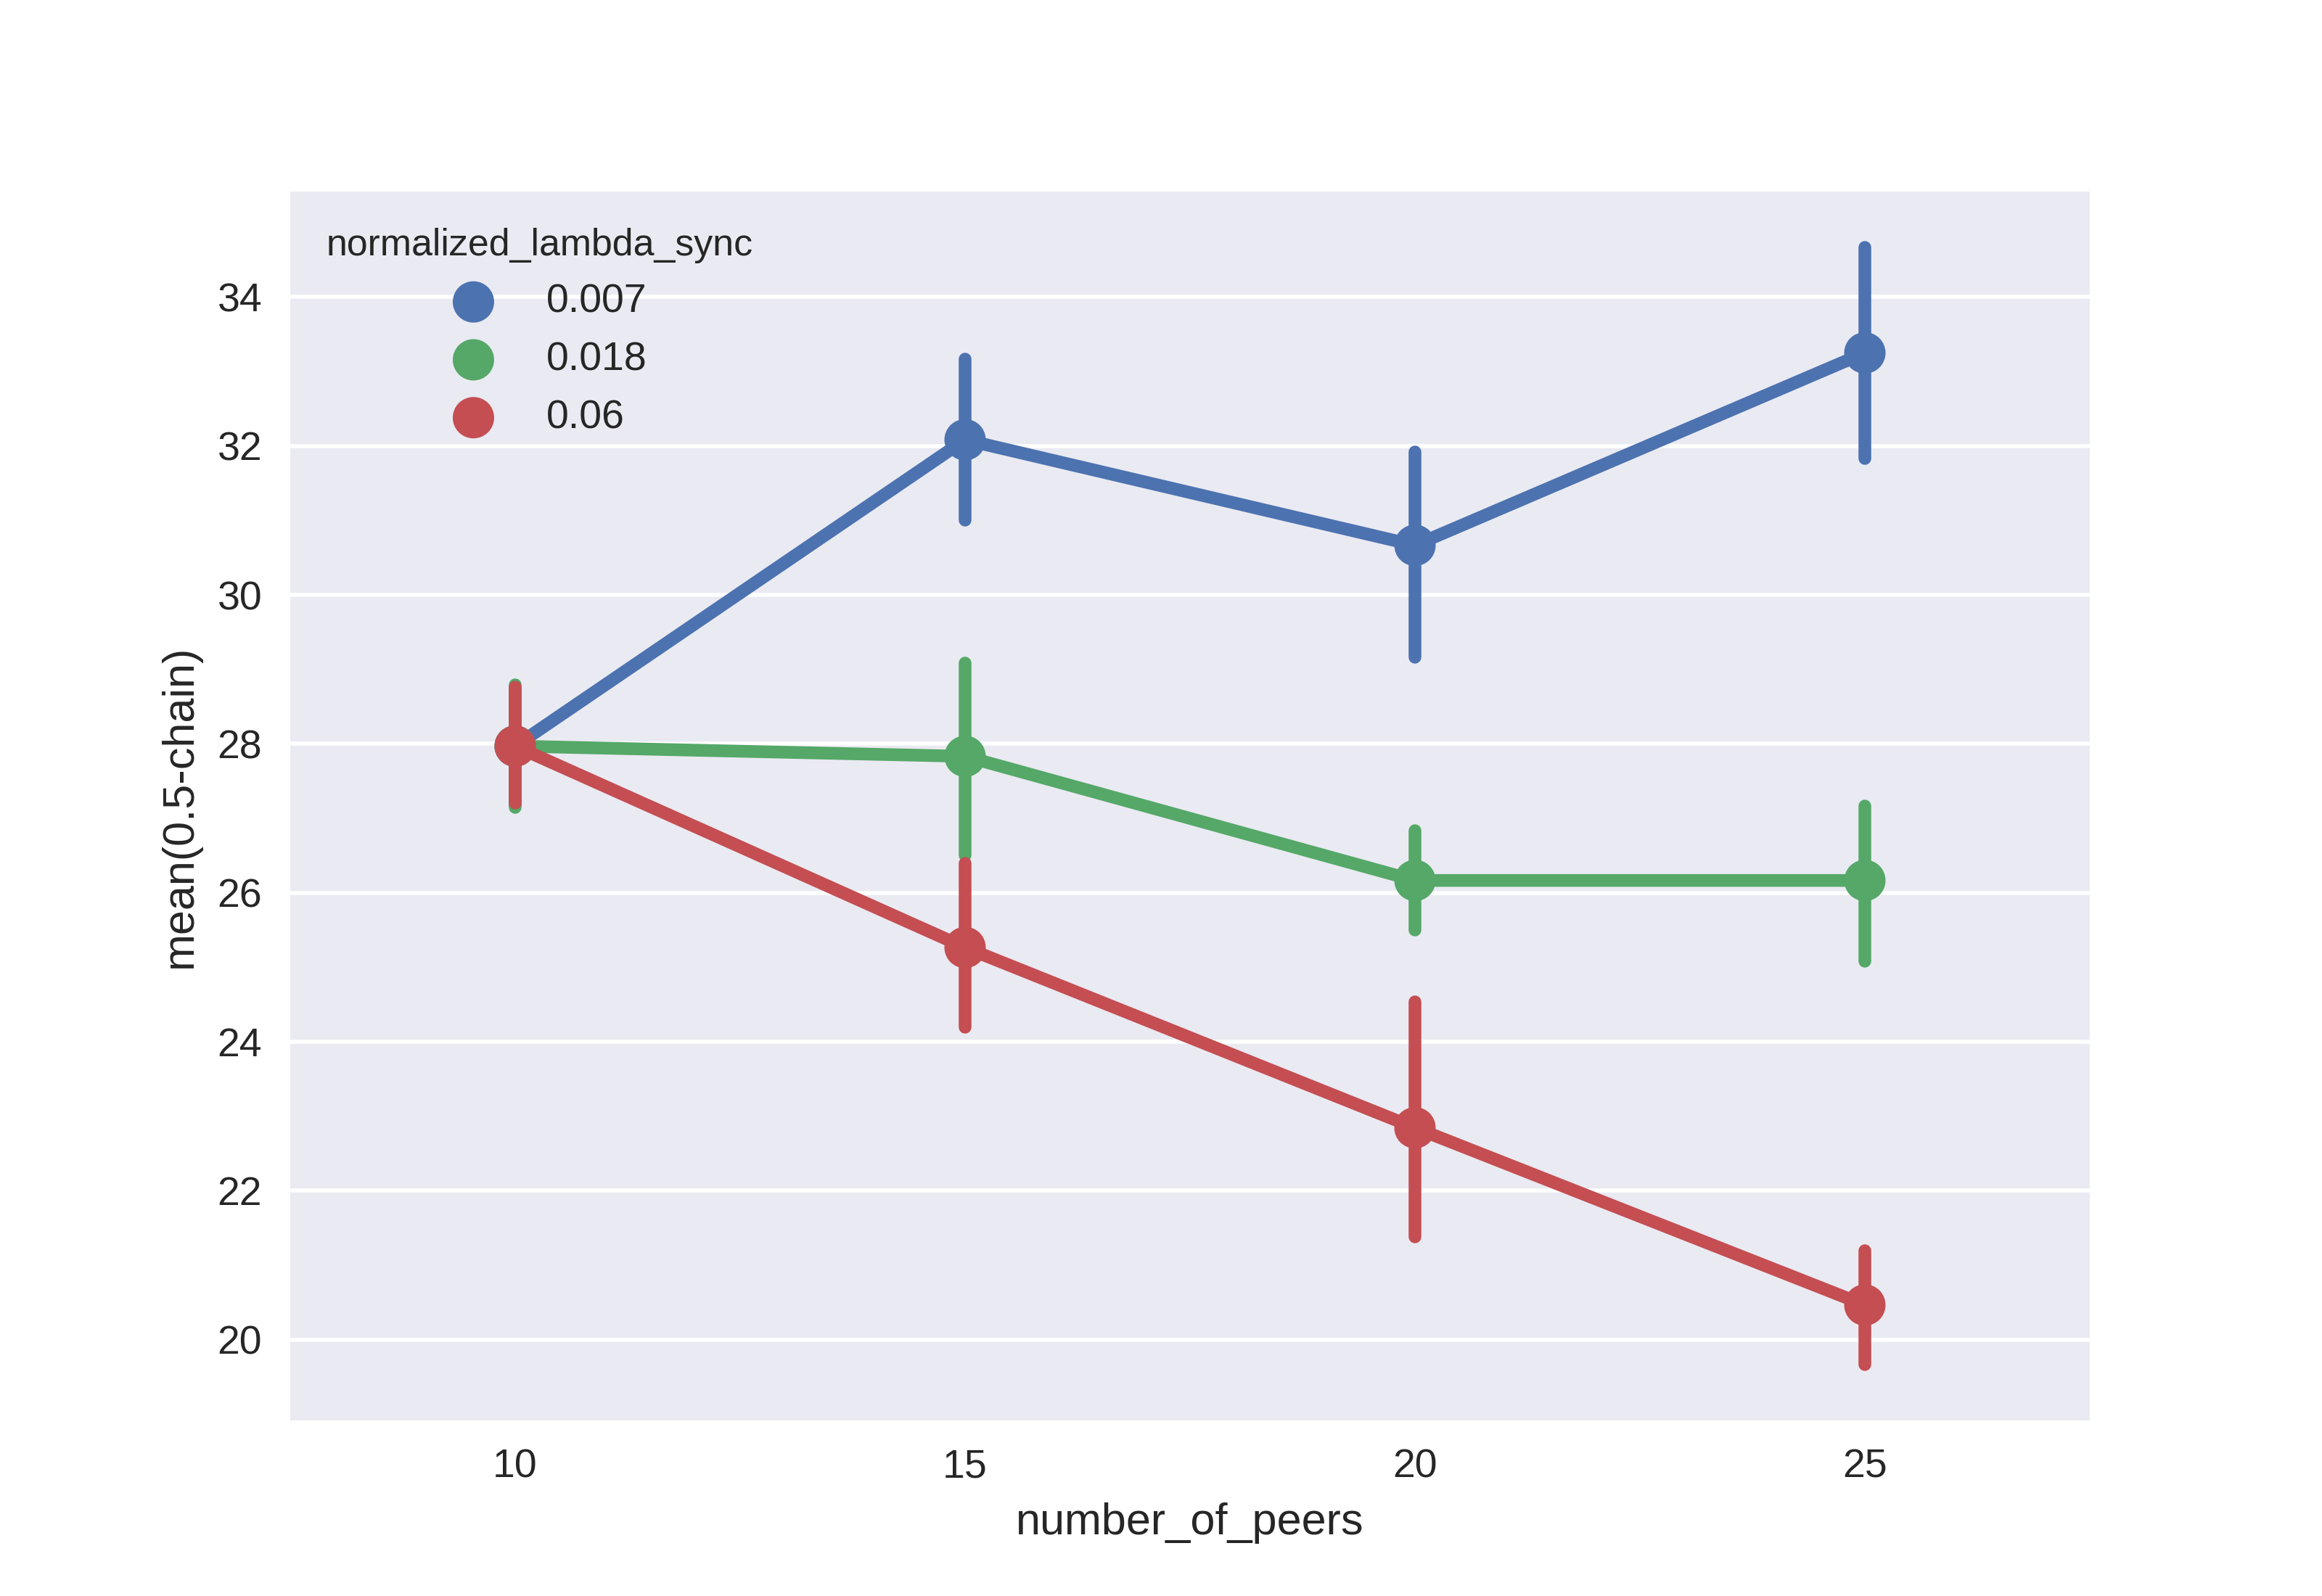 normalized_lambda_sync
0.007
0.018
0.06
34
32
30
28
26
24
22
20
mean(0.5-chain)
10 15 20 25
number_of_peers